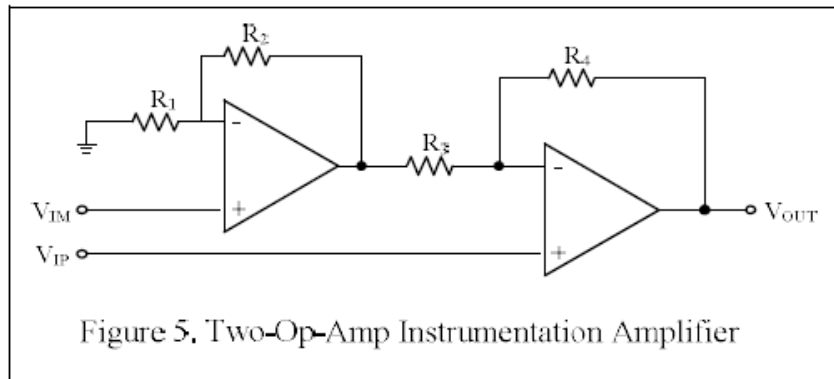 R2
R4
R1
R3
-
-
VIM
+
VOUT
VIP
+
Figure 5. Two-Op-Amp Instrumentation Amplifier